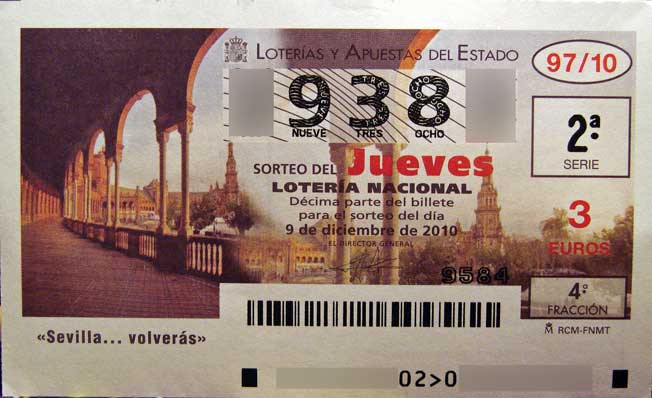 LOTERÍAS Y APUESTAS DEL ESTADO
97/10
938
NUEVE TRES OCHO
2ª
SERIE
SORTEO DEL Jueves
LOTERÍA NACIONAL
Décima parte del billete
para el sorteo del día
9 de diciembre de 2010
EL DIRECTOR GENERAL
3
EUROS
9584
4ª
FRACCIÓN
RCM-FNMT
«Sevilla... volverás»
02>0